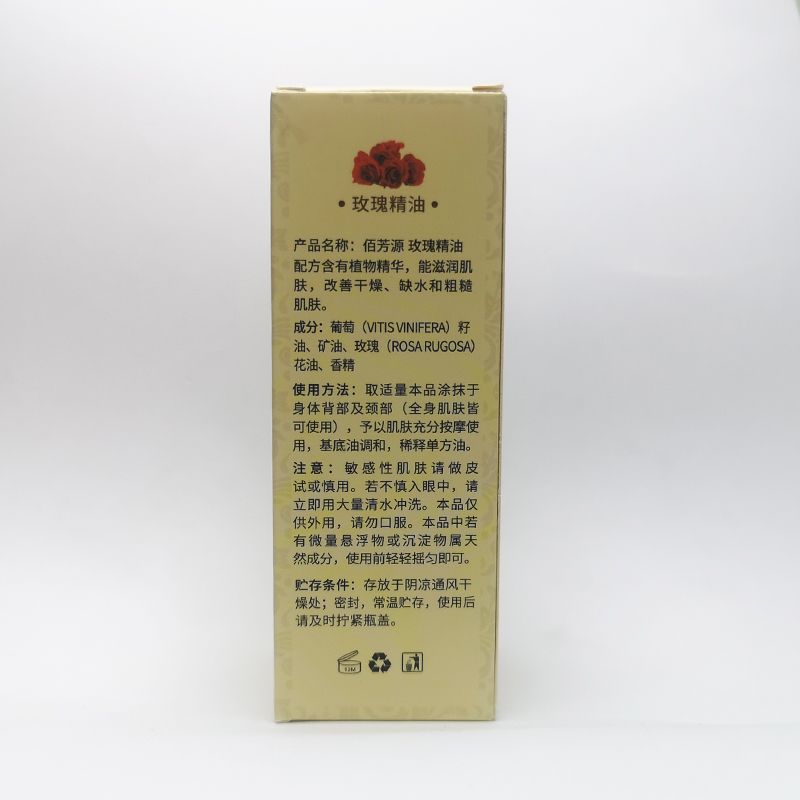 •玫瑰精油•
产品名称：佰芳源 玫瑰精油
配方含有植物精华，能滋润肌
肤，改善干燥、缺水和粗糙
肌肤。
成分：葡萄（VITIS VINIFERA）籽
油、矿油、玫瑰（ROSA RUGOSA）
花油、香精
使用方法：取适量本品涂抹于
身体背部及颈部（全身肌肤皆
可使用），予以肌肤充分按摩使
用，基底油调和，稀释单方油。
注意：敏感性肌肤请做皮
试或慎用。若不慎入眼中，请
立即用大量清水冲洗。本品仅
供外用，请勿口服。本品中若
有微量悬浮物或沉淀物属天
然成分，使用前轻轻摇匀即可。
贮存条件：存放于阴凉通风干
燥处；密封，常温贮存，使用后
请及时拧紧瓶盖。